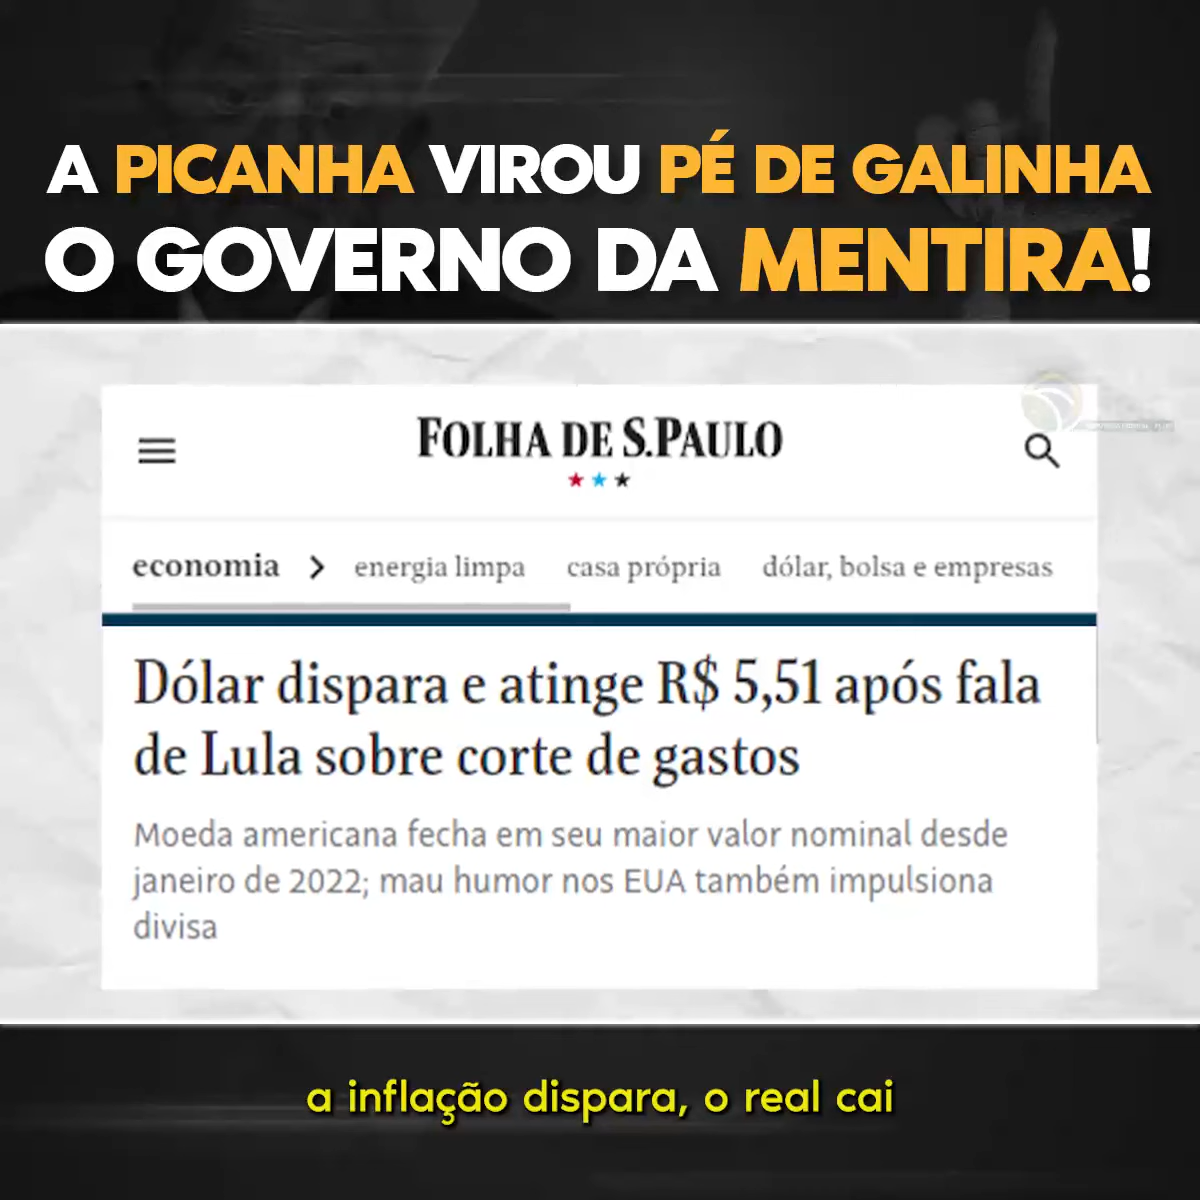 A PICANHA VIROU PÉ DE GALINHA
O GOVERNO DA MENTIRA!
FOLHA DE S.PAULO
economia
energia limpa
casa própria
dólar, bolsa e empresas
Dólar dispara e atinge R$ 5,51 após fala
de Lula sobre corte de gastos
Moeda americana fecha em seu maior valor nominal desde
janeiro de 2022; mau humor nos EUA também impulsiona
divisa
a inflação dispara, o real cai